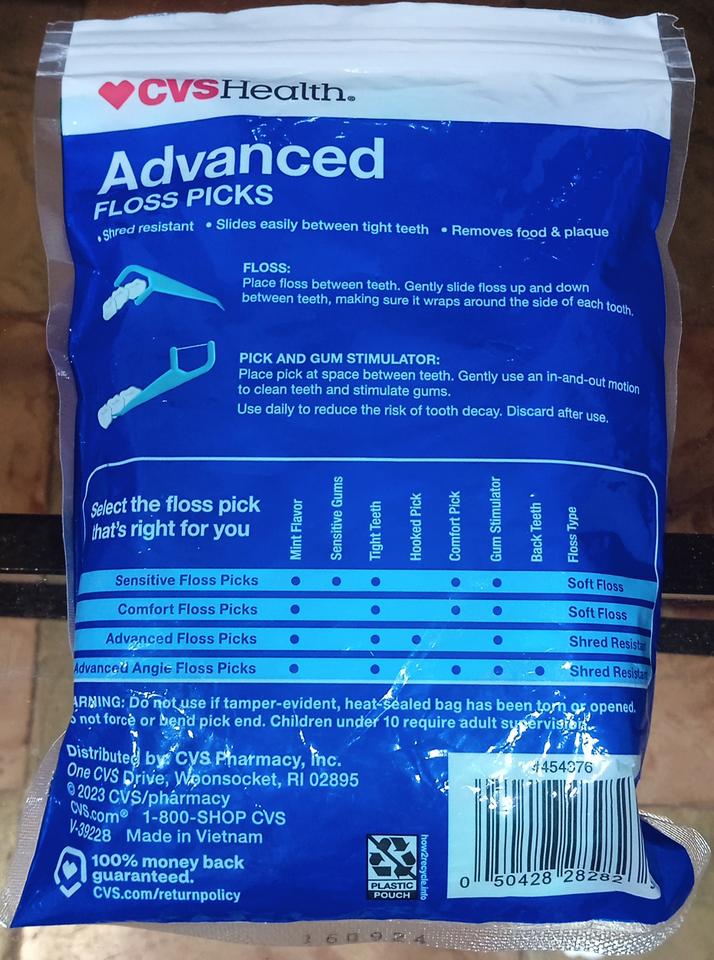 CVSHealth®
Advanced
FLOSS PICKS
• Shred resistant • Slides easily between tight teeth • Removes food & plaque
FLOSS:
Place floss between teeth. Gently slide floss up and down
between teeth, making sure it wraps around the side of each tooth.
PICK AND GUM STIMULATOR:
Place pick at space between teeth. Gently use an in-and-out motion
to clean teeth and stimulate gums.
Use daily to reduce the risk of tooth decay. Discard after use.
Select the floss pick
that's right for you
Mint Flavor
Sensitive Gums
Tight Teeth
Hooked Pick
Comfort Pick
Gum Stimulator
Back Teeth
Floss Type
Sensitive Floss Picks • • • • • Soft Floss
Comfort Floss Picks • • • • Soft Floss
Advanced Floss Picks • • • • Shred Resistan
Advanced Angle Floss Picks • • • • • Shred Resistan
ARNING: Do not use if tamper-evident, heat-sealed bag has been torn or opened.
not force or bend pick end. Children under 10 require adult supervision.
Distributed by: CVS Pharmacy, Inc.
One CVS Drive, Woonsocket, RI 02895
© 2023 CVS/pharmacy
CVS.com® 1-800-SHOP CVS
V-39228 Made in Vietnam
100% money back
guaranteed.
CVS.com/returnpolicy
PLASTIC
POUCH
how2recycle.info
#454376
0 50428 28282
160924